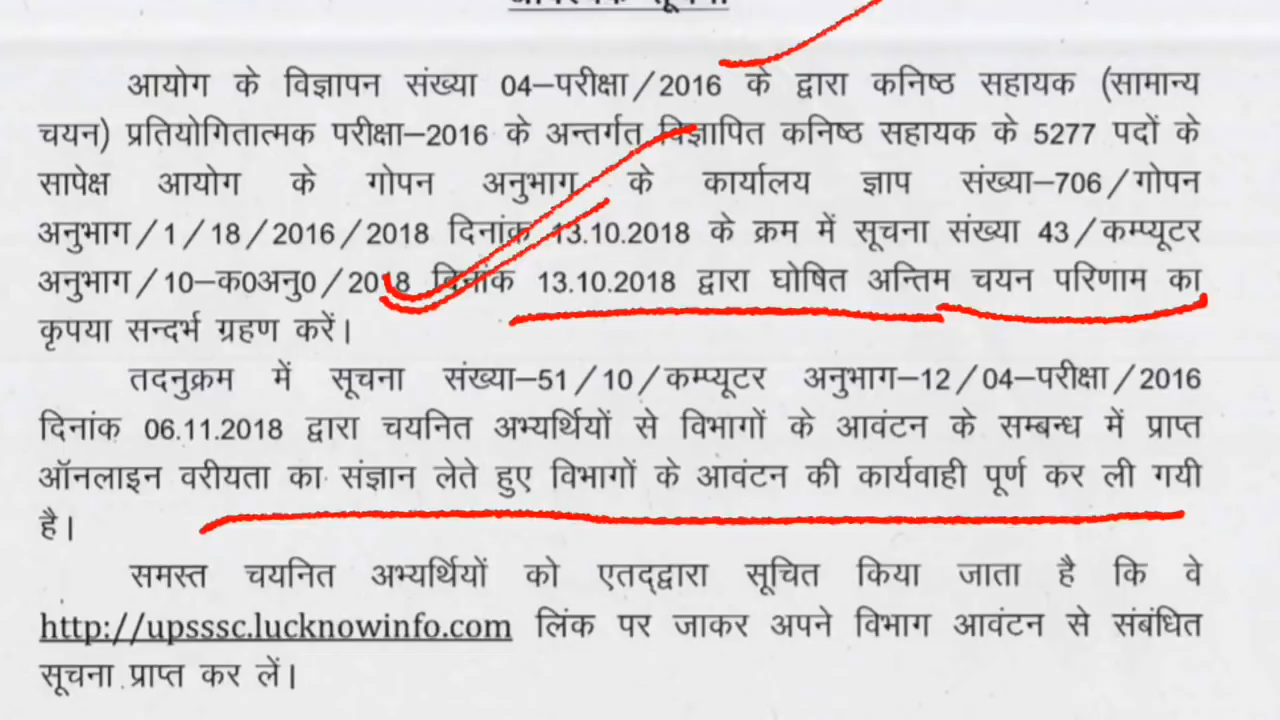 आयोग के विज्ञापन संख्या 04–परीक्षा/2016 के द्वारा कनिष्ठ सहायक (सामान्य
चयन) प्रतियोगितात्मक परीक्षा–2016 के अन्तर्गत विज्ञापित कनिष्ठ सहायक के 5277 पदों के
सापेक्ष आयोग के गोपन अनुभाग के कार्यालय ज्ञाप संख्या–706/गोपन
अनुभाग/1/18/2016/2018 दिनांक 13.10.2018 के क्रम में सूचना संख्या 43/कम्प्यूटर
अनुभाग/10–क0अनु0/2018 दिनांक 13.10.2018 द्वारा घोषित अन्तिम चयन परिणाम का
कृपया सन्दर्भ ग्रहण करें।
तदनुक्रम में सूचना संख्या–51/10/कम्प्यूटर अनुभाग–12/04–परीक्षा/2016
दिनांक 06.11.2018 द्वारा चयनित अभ्यर्थियों से विभागों के आवंटन के सम्बन्ध में प्राप्त
ऑनलाइन वरीयता का संज्ञान लेते हुए विभागों के आवंटन की कार्यवाही पूर्ण कर ली गयी
है।
समस्त चयनित अभ्यर्थियों को एतद्द्वारा सूचित किया जाता है कि वे
http://upsssc.lucknowinfo.com लिंक पर जाकर अपने विभाग आवंटन से संबंधित
सूचना प्राप्त कर लें।